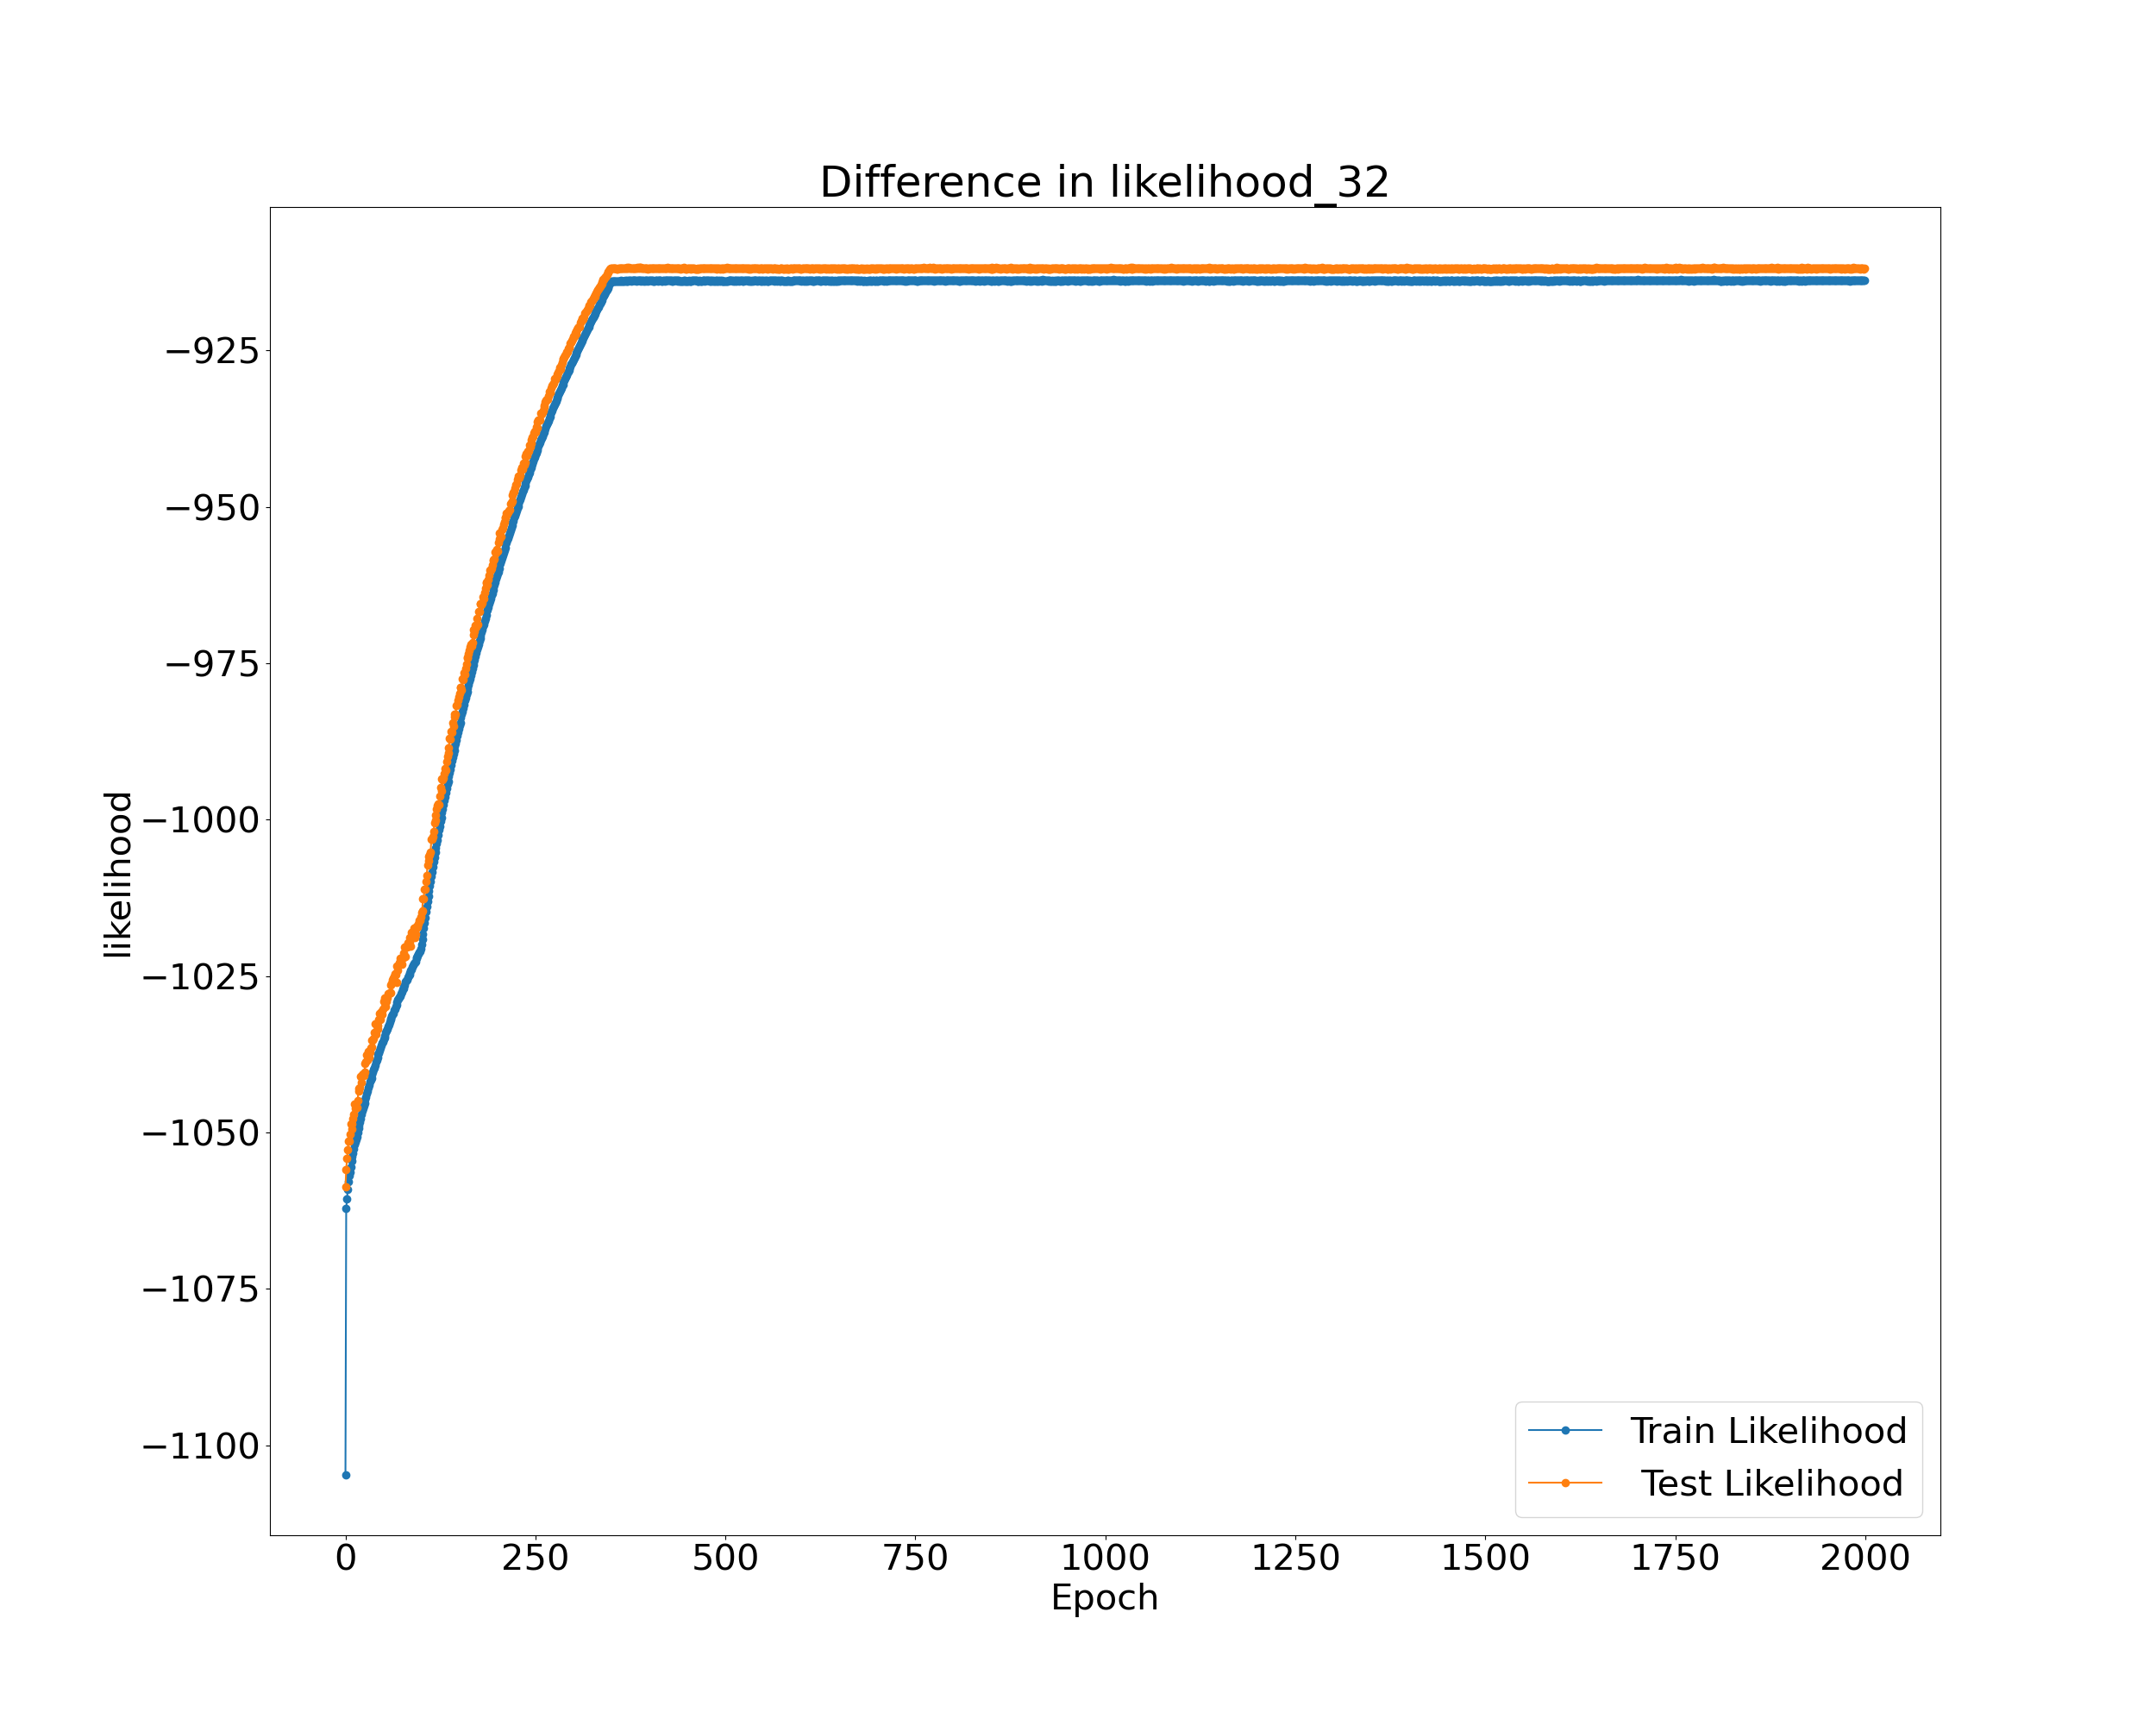 Difference in likelihood_32
likelihood
−925
−950
−975
−1000
−1025
−1050
−1075
−1100
0 250 500 750 1000 1250 1500 1750 2000
Epoch
Train Likelihood
Test Likelihood